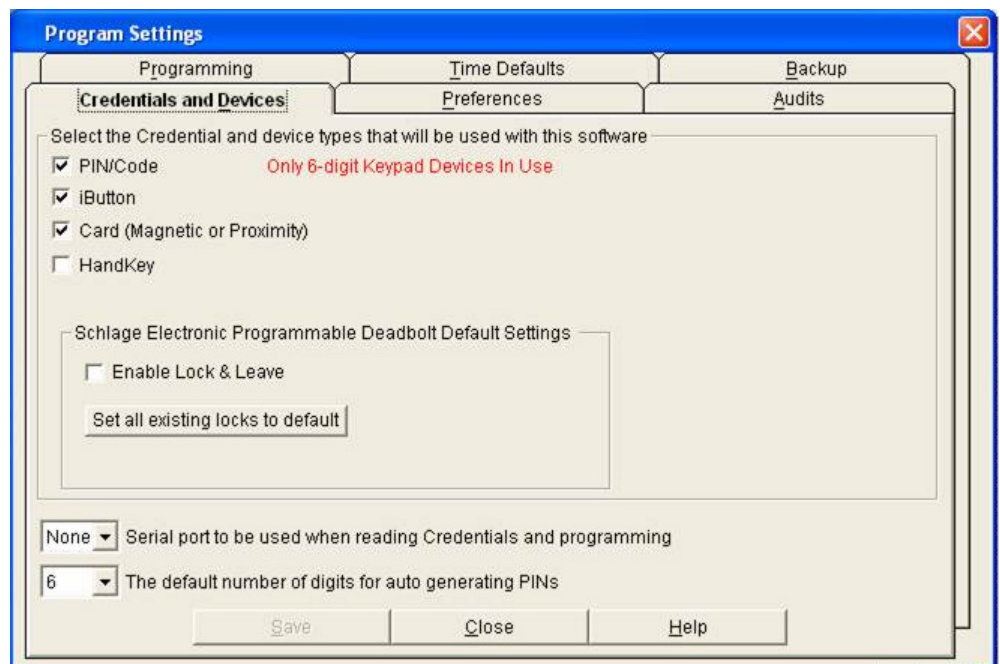 Program Settings
Programming Time Defaults Backup
Credentials and Devices Preferences Audits
Select the Credential and device types that will be used with this software
PIN/Code Only 6-digit Keypad Devices In Use
iButton
Card (Magnetic or Proximity)
HandKey
Schlage Electronic Programmable Deadbolt Default Settings
Enable Lock & Leave
Set all existing locks to default
None Serial port to be used when reading Credentials and programming
6 The default number of digits for auto generating PINs
Save Close Help